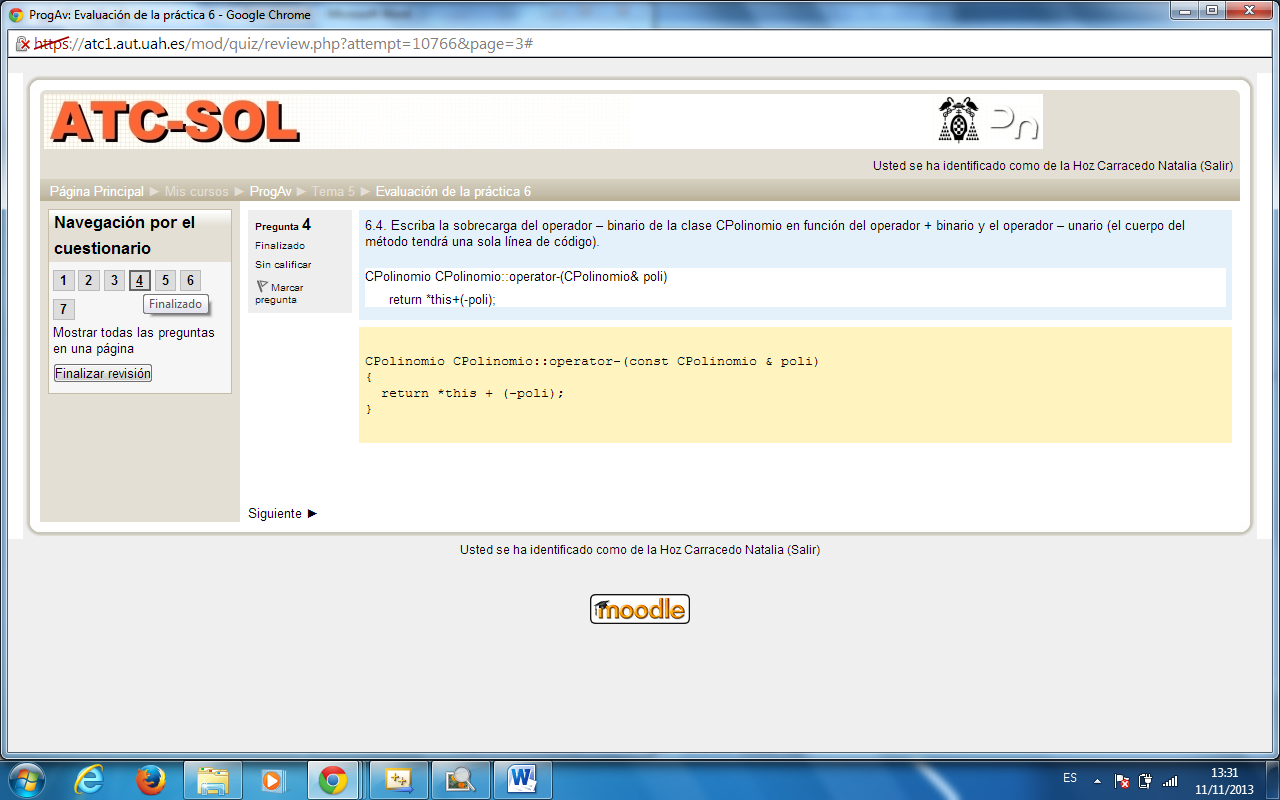 ProgAv: Evaluación de la práctica 6 - Google Chrome
https://atc1.aut.uah.es/mod/quiz/review.php?attempt=10766&page=3#
ATC-SOL
Usted se ha identificado como de la Hoz Carracedo Natalia (Salir)
Página Principal ► Mis cursos ► ProgAv ► Tema 5 ► Evaluación de la práctica 6
Navegación por el
cuestionario
1 2 3 4 5 6
7
Finalizado
Mostrar todas las preguntas
en una página
Finalizar revisión
Pregunta 4
Finalizado
Sin calificar
Marcar
pregunta
6.4. Escriba la sobrecarga del operador – binario de la clase CPolinomio en función del operador + binario y el operador – unario (el cuerpo del
método tendrá una sola línea de código).
CPolinomio CPolinomio::operator-(CPolinomio& poli)
return *this+(-poli);
CPolinomio CPolinomio::operator-(const CPolinomio & poli)
{
return *this + (-poli);
}
Siguiente ►
Usted se ha identificado como de la Hoz Carracedo Natalia (Salir)
moodle
ES
13:31
11/11/2013